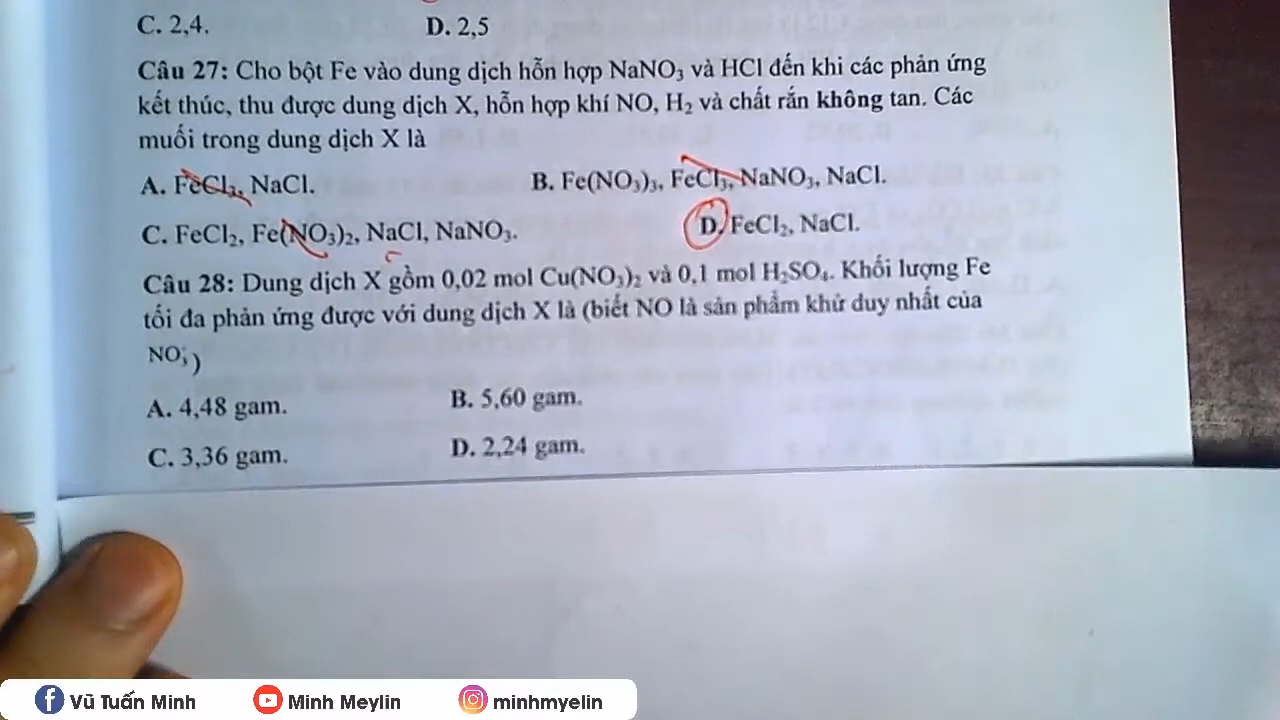 C. 2,4. D. 2,5
Câu 27: Cho bột Fe vào dung dịch hỗn hợp NaNO₃ và HCl đến khi các phản ứng
kết thúc, thu được dung dịch X, hỗn hợp khí NO, H₂ và chất rắn không tan. Các
muối trong dung dịch X là
A. FeCl₃, NaCl. B. Fe(NO₃)₃, FeCl₃, NaNO₃, NaCl.
C. FeCl₂, Fe(NO₃)₂, NaCl, NaNO₃. D. FeCl₂, NaCl.
Câu 28: Dung dịch X gồm 0,02 mol Cu(NO₃)₂ và 0,1 mol H₂SO₄. Khối lượng Fe
tối đa phản ứng được với dung dịch X là (biết NO là sản phẩm khử duy nhất của
NO₃⁻)
A. 4,48 gam. B. 5,60 gam.
C. 3,36 gam. D. 2,24 gam.
Vũ Tuấn Minh Minh Meylin minhmyelin